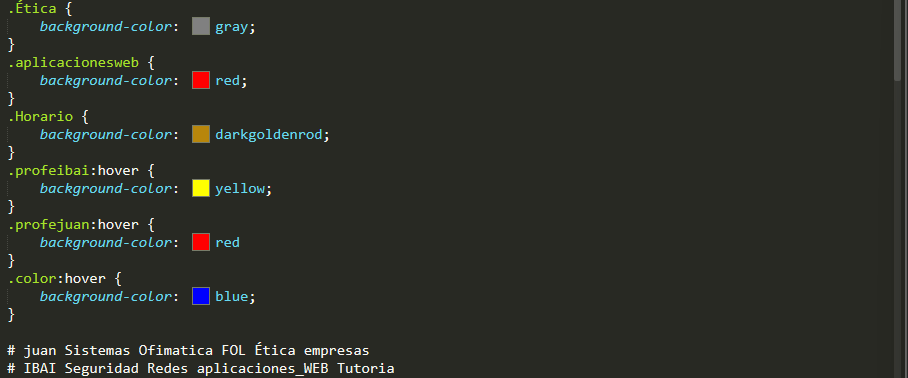 .Ética {
background-color: gray;
}
.aplicacionesweb {
background-color: red;
}
.Horario {
background-color: darkgoldenrod;
}
.profeibai:hover {
background-color: yellow;
}
.profejuan:hover {
background-color: red
}
.color:hover {
background-color: blue;
}
# juan Sistemas Ofimatica FOL Ética empresas
# IBAI Seguridad Redes aplicaciones_WEB Tutoria